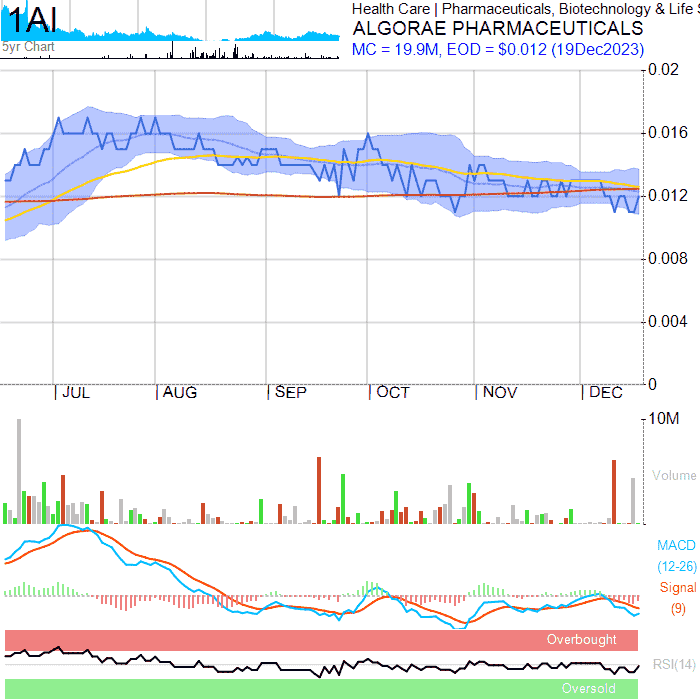 1AI
5yr Chart
Health Care | Pharmaceuticals, Biotechnology & Life S
ALGORAE PHARMACEUTICALS
MC = 19.9M, EOD = $0.012 (19Dec2023)
0.02
0.016
0.012
0.008
0.004
0
JUL AUG SEP OCT NOV DEC
10M
Volume
MACD
(12-26)
Signal
(9)
Overbought
RSI(14)
Oversold